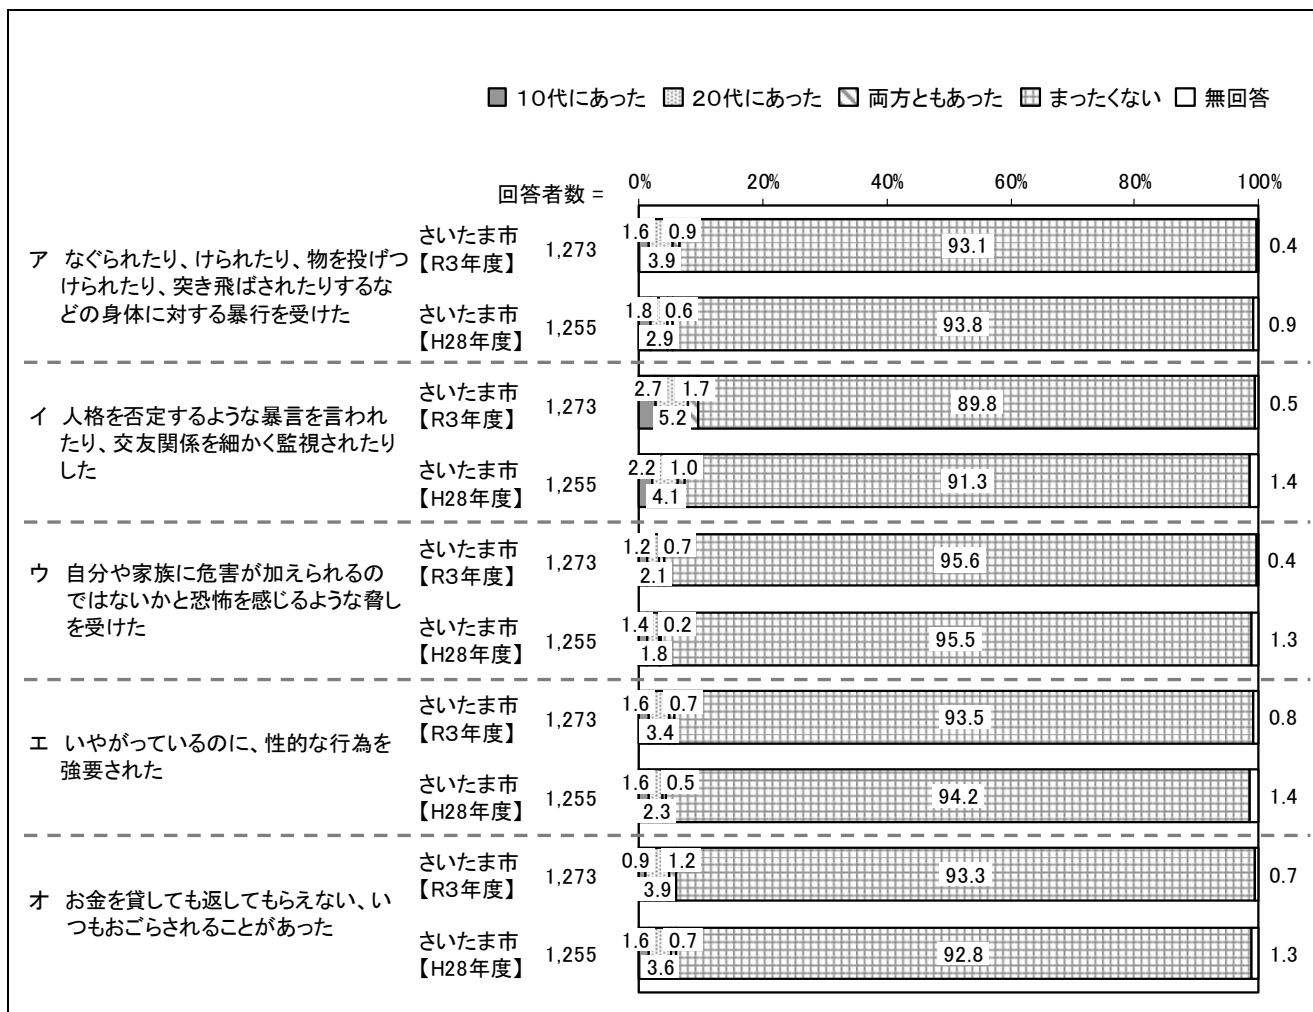 10代にあった 20代にあった 両方ともあった まったくない 無回答
回答者数 = 0% 20% 40% 60% 80% 100%
ア なぐられたり、けられたり、物を投げつ
けられたり、突き飛ばされたりするな
どの身体に対する暴行を受けた
さいたま市
【R3年度】
1,273
1.6 0.9 93.1 0.4
3.9
さいたま市
【H28年度】
1,255
1.8 0.6 93.8 0.9
2.9
イ 人格を否定するような暴言を言われ
たり、交友関係を細かく監視されたり
した
さいたま市
【R3年度】
1,273
2.7 1.7 89.8 0.5
5.2
さいたま市
【H28年度】
1,255
2.2 1.0 91.3 1.4
4.1
ウ 自分や家族に危害が加えられるの
ではないかと恐怖を感じるような脅し
を受けた
さいたま市
【R3年度】
1,273
1.2 0.7 95.6 0.4
2.1
さいたま市
【H28年度】
1,255
1.4 0.2 95.5 1.3
1.8
エ いやがっているのに、性的な行為を
強要された
さいたま市
【R3年度】
1,273
1.6 0.7 93.5 0.8
3.4
さいたま市
【H28年度】
1,255
1.6 0.5 94.2 1.4
2.3
オ お金を貸しても返してもらえない、い
つもおごらされることがあった
さいたま市
【R3年度】
1,273
0.9 1.2 93.3 0.7
3.9
さいたま市
【H28年度】
1,255
1.6 0.7 92.8 1.3
3.6